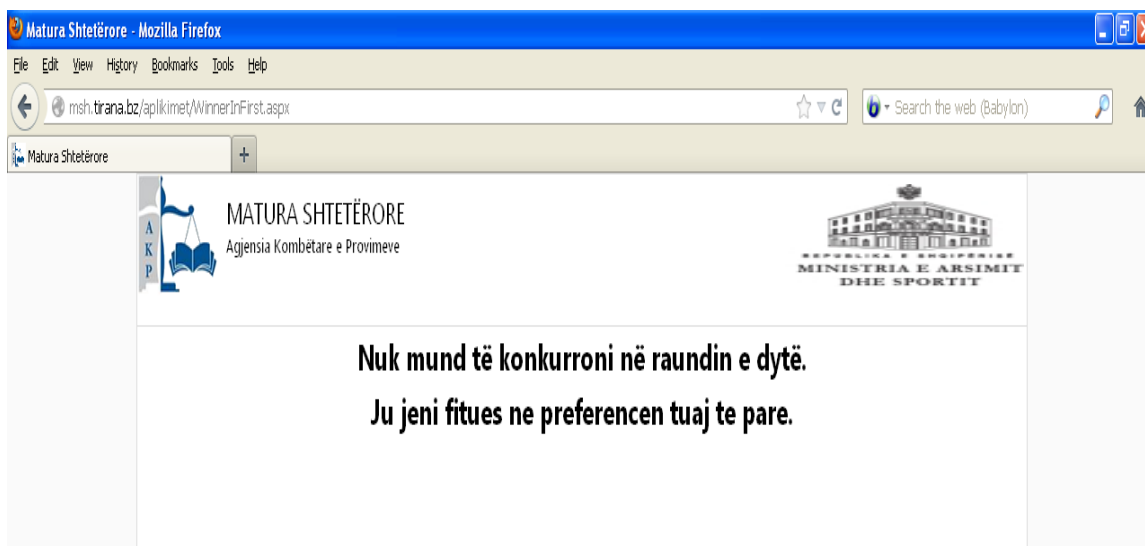 Matura Shtetërore - Mozilla Firefox
File Edit View History Bookmarks Tools Help
msh.tirana.bz/aplikimet/WinnerInFirst.aspx
Search the web (Babylon)
Matura Shtetërore
A
K
P
MATURA SHTETËRORE
Agjensia Kombëtare e Provimeve
REPUBLIKA E SHQIPËRISË
MINISTRIA E ARSIMIT
DHE SPORTIT
Nuk mund të konkurroni në raundin e dytë.
Ju jeni fitues ne preferencen tuaj te pare.